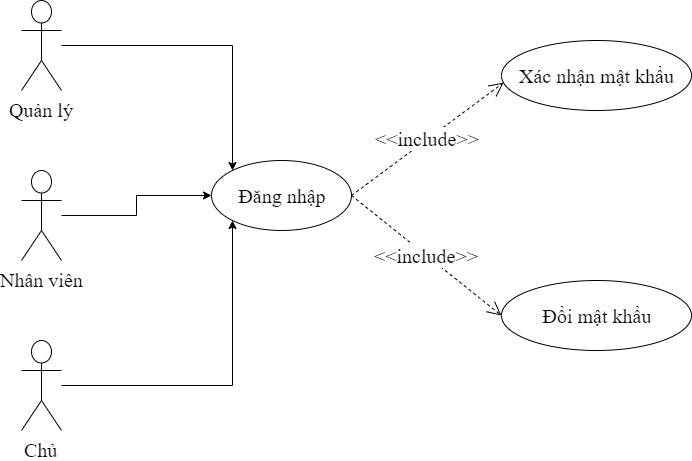 Quản lý
Xác nhận mật khẩu
<<include>>
Đăng nhập
<<include>>
Nhân viên
Đổi mật khẩu
Chủ